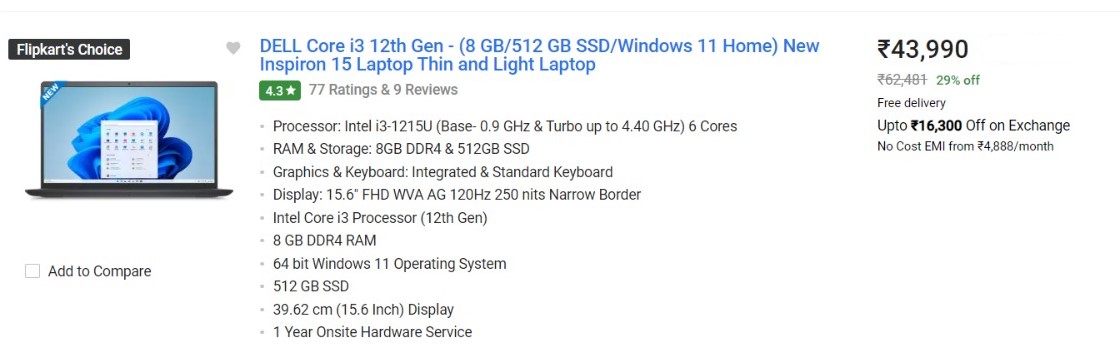 Flipkart's Choice
NEW
Add to Compare
DELL Core i3 12th Gen - (8 GB/512 GB SSD/Windows 11 Home) New
Inspiron 15 Laptop Thin and Light Laptop
4.3★ 77 Ratings & 9 Reviews
Processor: Intel i3-1215U (Base- 0.9 GHz & Turbo up to 4.40 GHz) 6 Cores
RAM & Storage: 8GB DDR4 & 512GB SSD
Graphics & Keyboard: Integrated & Standard Keyboard
Display: 15.6" FHD WVA AG 120Hz 250 nits Narrow Border
Intel Core i3 Processor (12th Gen)
8 GB DDR4 RAM
64 bit Windows 11 Operating System
512 GB SSD
39.62 cm (15.6 Inch) Display
1 Year Onsite Hardware Service
₹43,990
₹62,481 29% off
Free delivery
Upto ₹16,300 Off on Exchange
No Cost EMI from ₹4,888/month